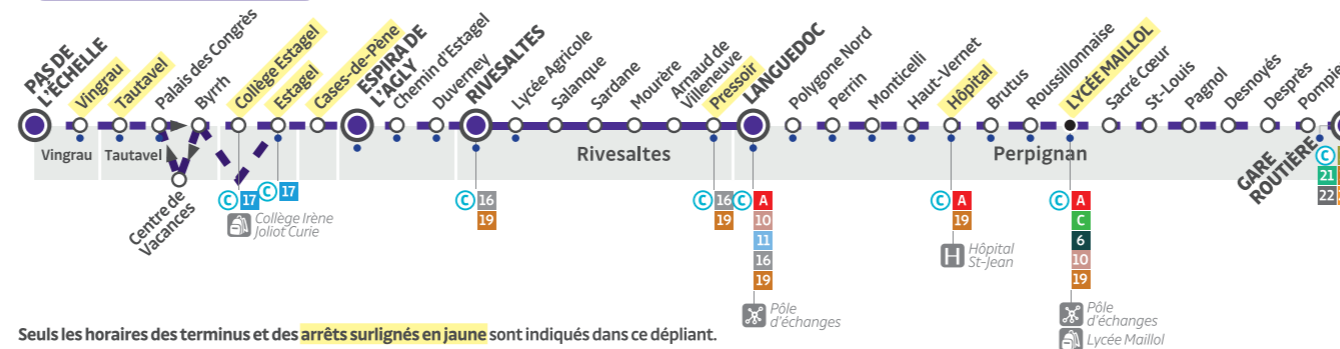 PAS DE
L'ÉCHELLE
Vingrau
Tautavel
Palais des Congrès
Byrrh
Collège Estagel
Estagel
Cases-de-Pène
ESPIRA DE
L'AGLY
Chemin d'Estagel
Duverney
RIVESALTES
Lycée Agricole
Salanque
Sardane
Mourère
Arnaud de
Villeneuve
Pressoir
LANGUEDOC
Polygone Nord
Perrin
Monticelli
Haut-Vernet
Hôpital
Brutus
Roussillonnaise
LYCÉE MAILLOL
Sacré Cœur
St-Louis
Pagnol
Desnoyés
Desprès
GARE
ROUTIÈRE
Vingrau
Tautavel
Rivesaltes
Perpignan
Centre de
Vacances
C 17
Collège Irène
Joliot Curie
C 17
C 16
19
C 16
19
C A
10
11
16
19
Pôle
d'échanges
C A
19
H Hôpital
St-Jean
C A
C
6
10
19
Pôle
d'échanges
Lycée Maillol
C
21
22
Seuls les horaires des terminus et des arrêts surlignés en jaune sont indiqués dans ce dépliant.